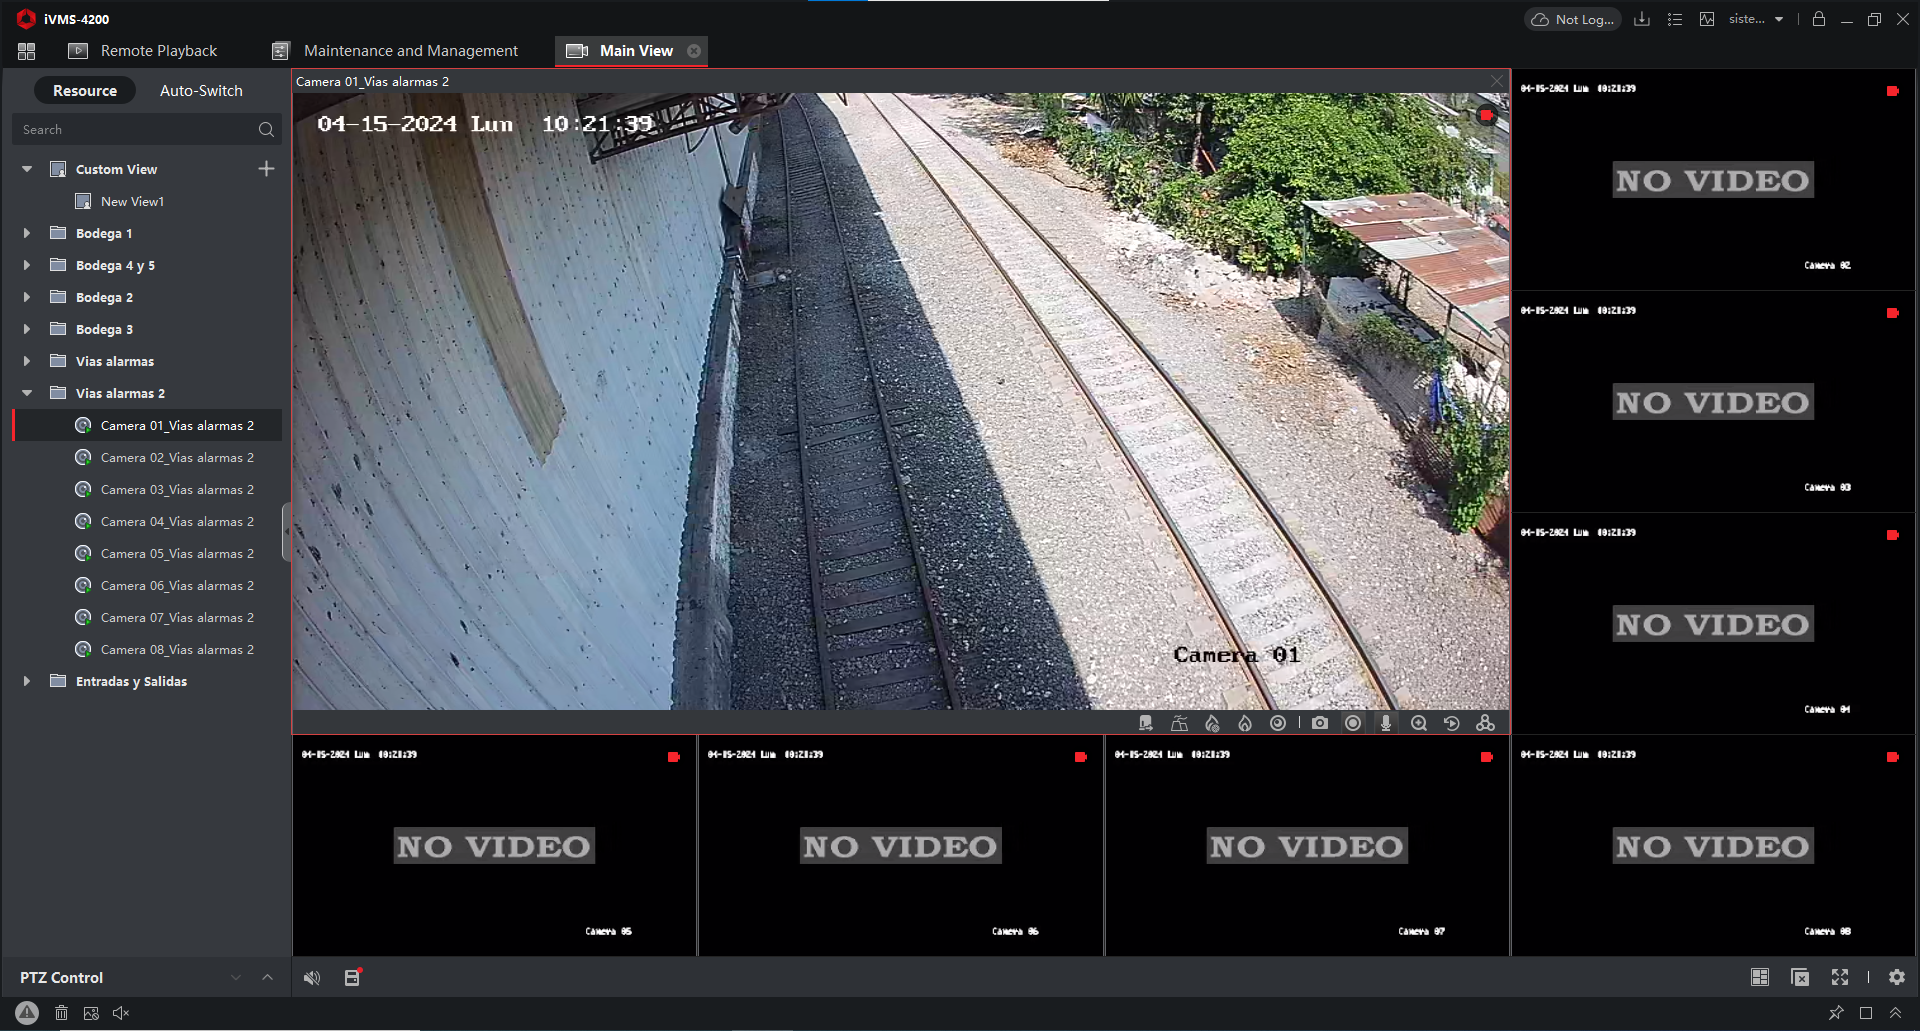 iVMS-4200
Not Log...
siste...
Remote Playback
Maintenance and Management
Main View
Resource
Auto-Switch
Search
Custom View
New View1
Bodega 1
Bodega 4 y 5
Bodega 2
Bodega 3
Vias alarmas
Vias alarmas 2
Camera 01_Vias alarmas 2
Camera 02_Vias alarmas 2
Camera 03_Vias alarmas 2
Camera 04_Vias alarmas 2
Camera 05_Vias alarmas 2
Camera 06_Vias alarmas 2
Camera 07_Vias alarmas 2
Camera 08_Vias alarmas 2
Entradas y Salidas
PTZ Control
Camera 01_Vias alarmas 2
04-15-2024 Lun 10:21:39
Camera 01
04-15-2024 Lun 10:21:39
NO VIDEO
Camera 02
04-15-2024 Lun 10:21:39
NO VIDEO
Camera 03
04-15-2024 Lun 10:21:39
NO VIDEO
Camera 04
04-15-2024 Lun 10:21:39
NO VIDEO
Camera 05
04-15-2024 Lun 10:21:39
NO VIDEO
Camera 06
04-15-2024 Lun 10:21:39
NO VIDEO
Camera 07
04-15-2024 Lun 10:21:39
NO VIDEO
Camera 08